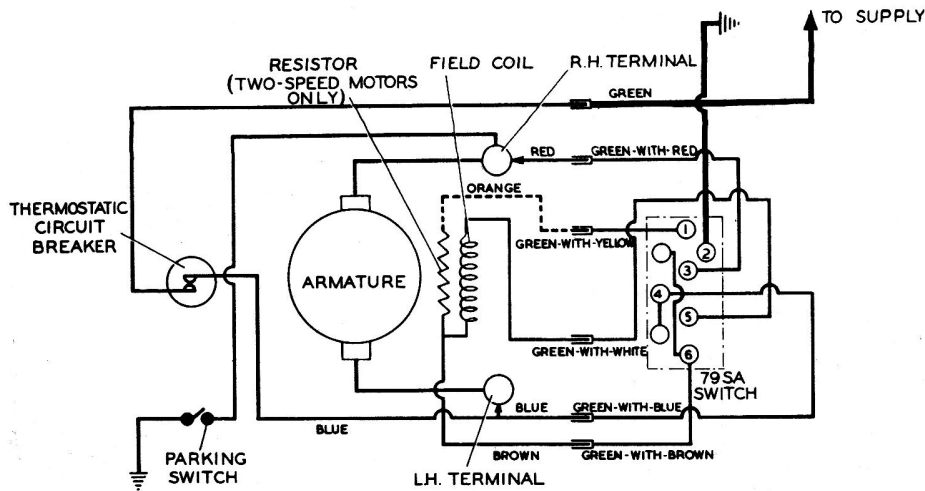 TO SUPPLY
RESISTOR
(TWO-SPEED MOTORS
ONLY)
FIELD COIL
R.H. TERMINAL
GREEN
RED
GREEN-WITH-RED
ORANGE
THERMOSTATIC
CIRCUIT
BREAKER
GREEN-WITH-YELLOW
1
2
3
ARMATURE
4
5
GREEN-WITH-WHITE
6
79SA
SWITCH
BLUE
GREEN-WITH-BLUE
BLUE
PARKING
SWITCH
BROWN
GREEN-WITH-BROWN
L.H. TERMINAL